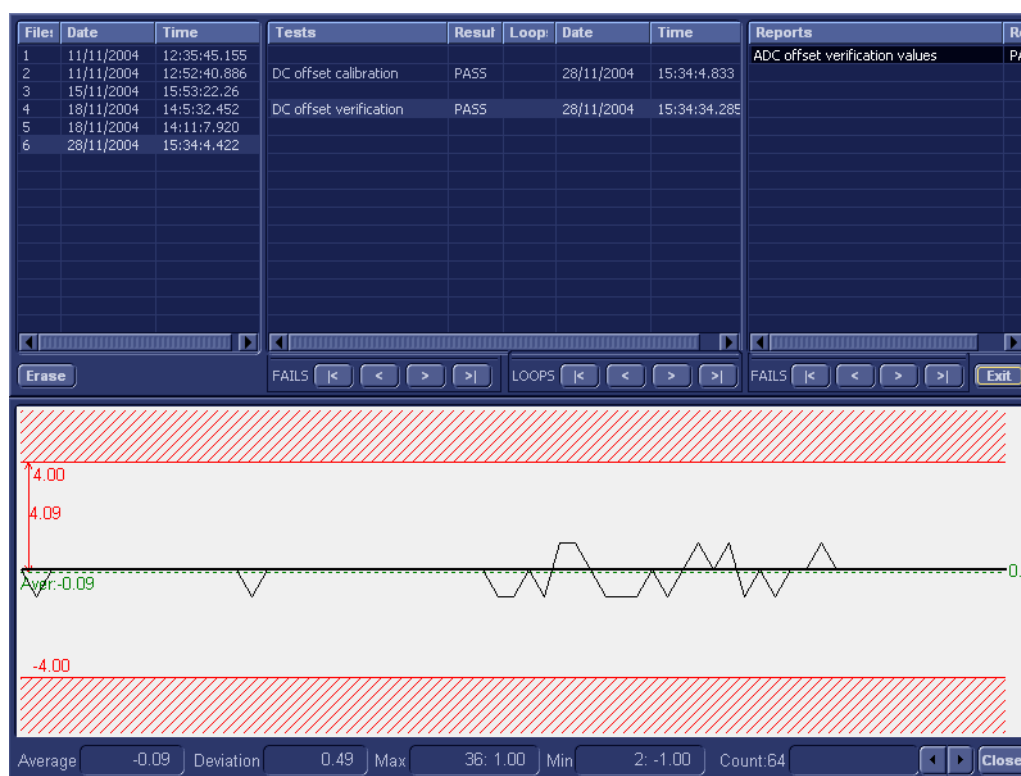 File: Date Time Tests Resul Loop: Date Time Reports R
1 11/11/2004 12:35:45.155 ADC offset verification values PA
2 11/11/2004 12:52:40.886 DC offset calibration PASS 28/11/2004 15:34:4.833
3 15/11/2004 15:53:22.26
4 18/11/2004 14:5:32.452 DC offset verification PASS 28/11/2004 15:34:34.285
5 18/11/2004 14:11:7.920
6 28/11/2004 15:34:4.422
Erase FAILS |< < > >| LOOPS |< < > >| FAILS |< < > >| Exit
4.00
4.09
Aver:-0.09 0.
-4.00
Average -0.09 Deviation 0.49 Max 36: 1.00 Min 2: -1.00 Count:64 Close